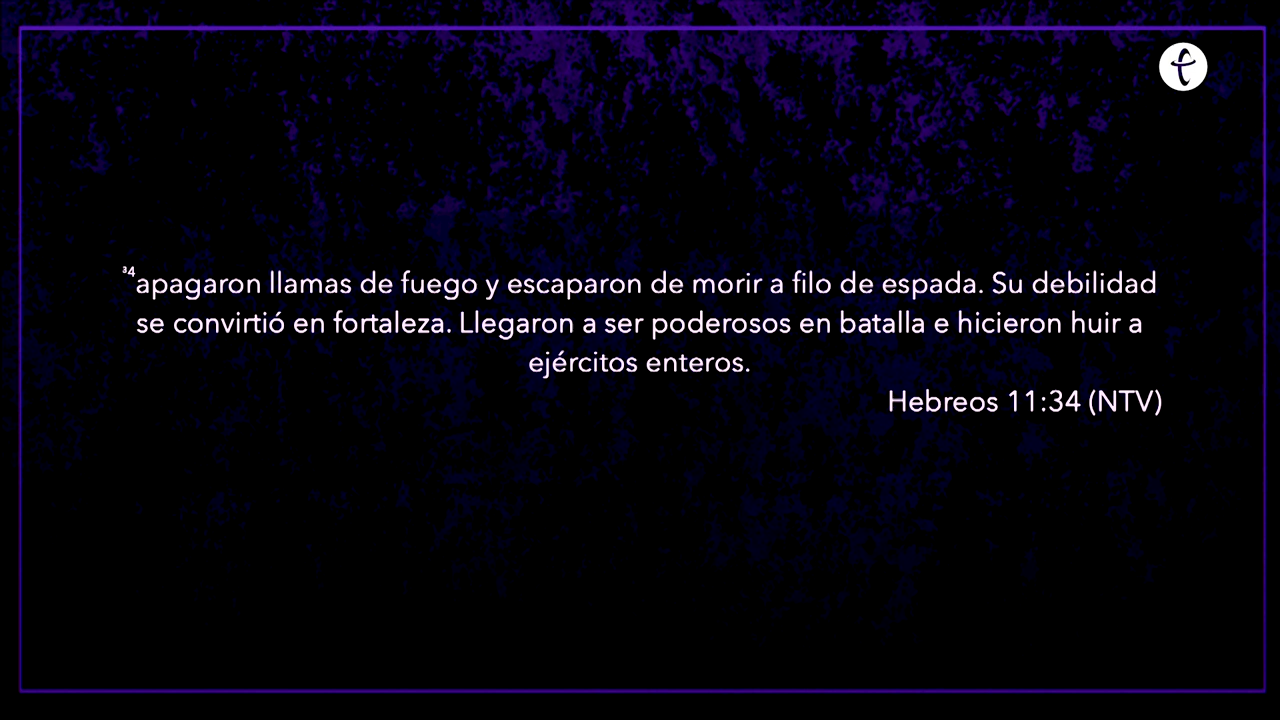 ³⁴apagaron llamas de fuego y escaparon de morir a filo de espada. Su debilidad
se convirtió en fortaleza. Llegaron a ser poderosos en batalla e hicieron huir a
ejércitos enteros.
Hebreos 11:34 (NTV)